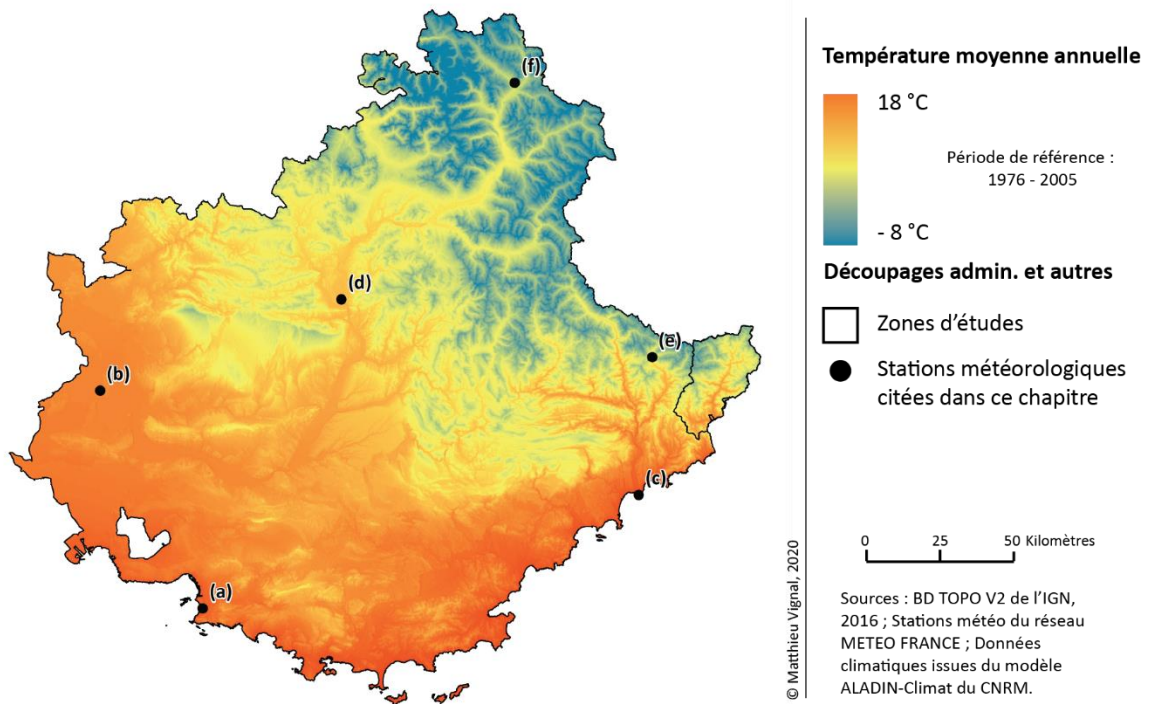 (f)
(d)
(e)
(b)
(c)
(a)
© Matthieu Vignal, 2020
Température moyenne annuelle
18 °C
Période de référence :
1976 - 2005
- 8 °C
Découpages admin. et autres
Zones d’études
Stations météorologiques
citées dans ce chapitre
0 25 50 Kilomètres
Sources : BD TOPO V2 de l’IGN,
2016 ; Stations météo du réseau
METEO FRANCE ; Données
climatiques issues du modèle
ALADIN-Climat du CNRM.